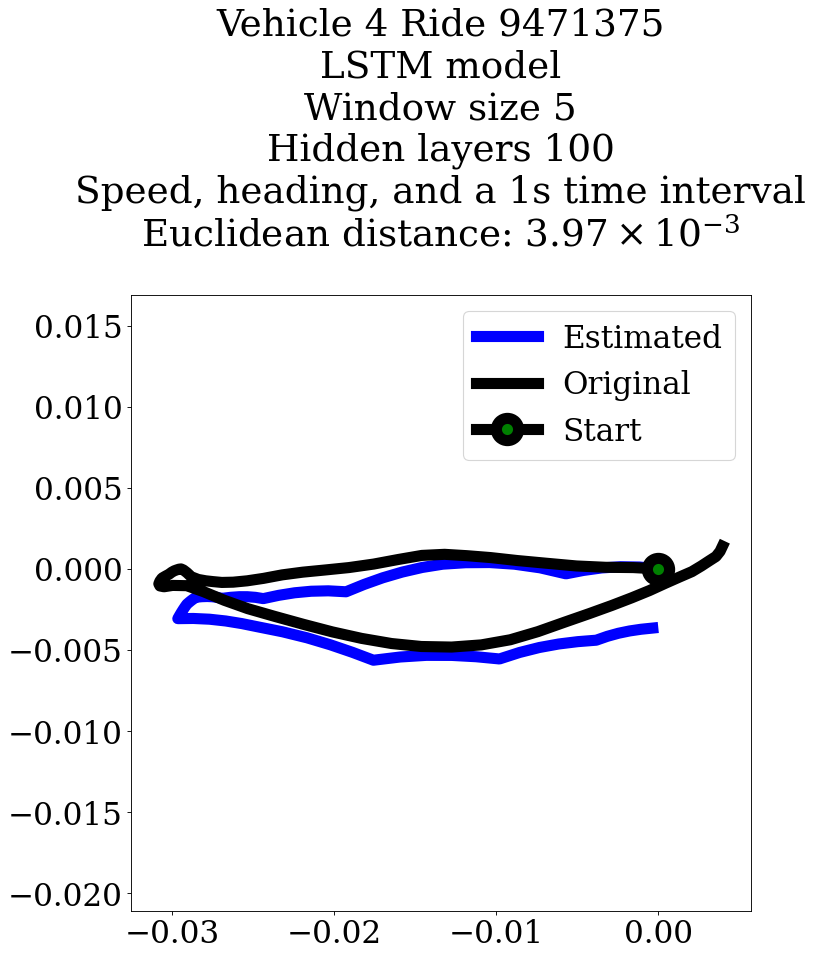 Vehicle 4 Ride 9471375
LSTM model
Window size 5
Hidden layers 100
Speed, heading, and a 1s time interval
Euclidean distance: 3.97 × 10⁻³
Estimated
Original
Start
0.015
0.010
0.005
0.000
−0.005
−0.010
−0.015
−0.020
−0.03 −0.02 −0.01 0.00